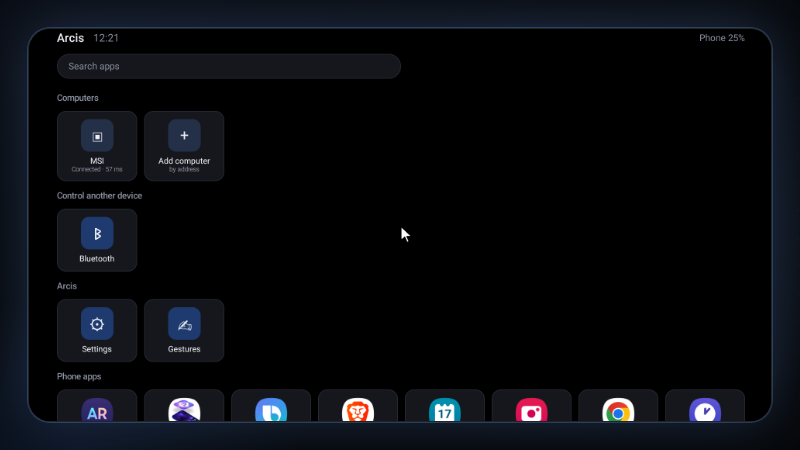 Arcis 12:21 Phone 25%
Search apps
Computers
MSI
Connected · 57 ms
Add computer
by address
Control another device
Bluetooth
Arcis
Settings
Gestures
Phone apps
AR
17